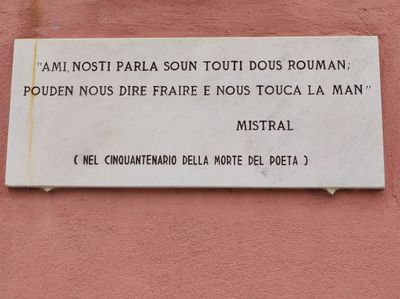 "AMI, NOSTI PARLA SOUN TOUTI DOUS ROUMAN;
POUDEN NOUS DIRE FRAIRE E NOUS TOUCA LA MAN"
MISTRAL
( NEL CINQUANTENARIO DELLA MORTE DEL POETA )